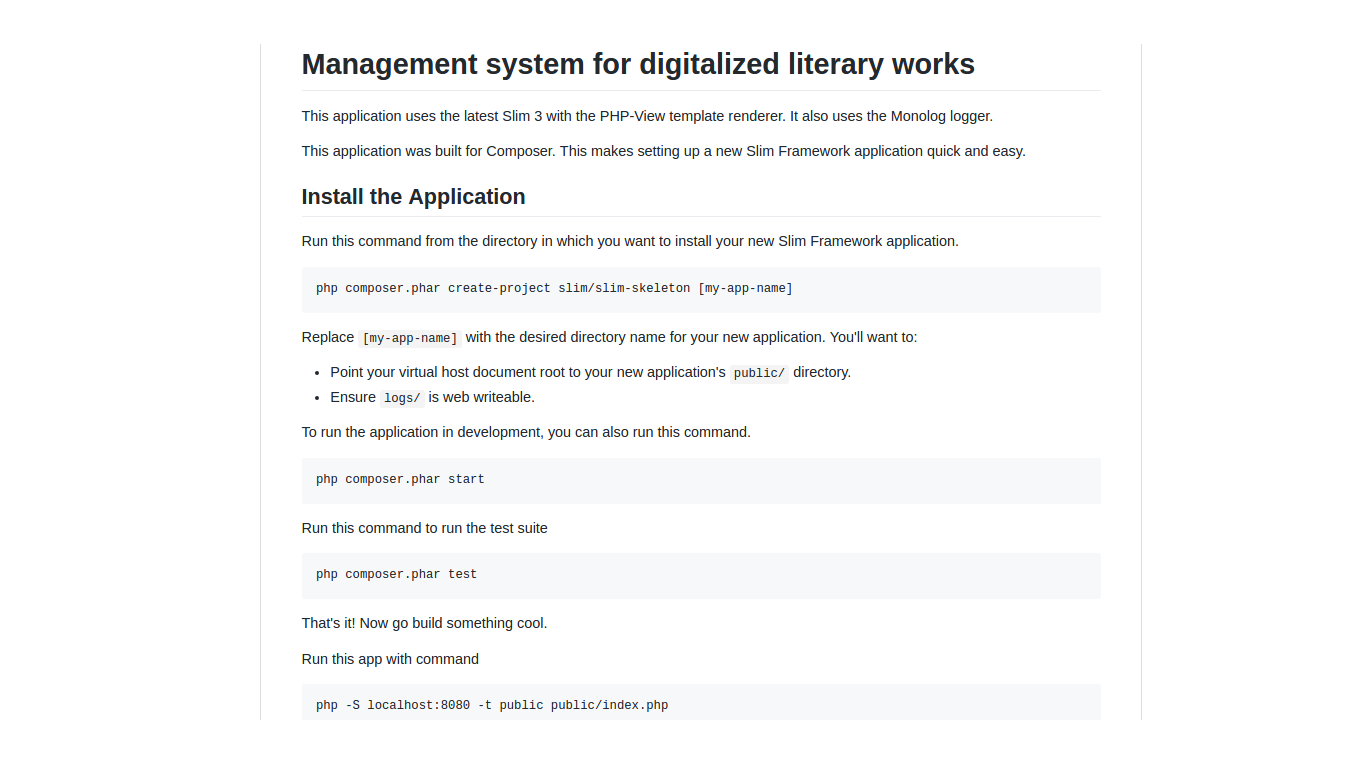 Management system for digitalized literary works
This application uses the latest Slim 3 with the PHP-View template renderer. It also uses the Monolog logger.
This application was built for Composer. This makes setting up a new Slim Framework application quick and easy.
Install the Application
Run this command from the directory in which you want to install your new Slim Framework application.
php composer.phar create-project slim/slim-skeleton [my-app-name]
Replace [my-app-name] with the desired directory name for your new application. You'll want to:
• Point your virtual host document root to your new application's public/ directory.
• Ensure logs/ is web writeable.
To run the application in development, you can also run this command.
php composer.phar start
Run this command to run the test suite
php composer.phar test
That's it! Now go build something cool.
Run this app with command
php -S localhost:8080 -t public public/index.php